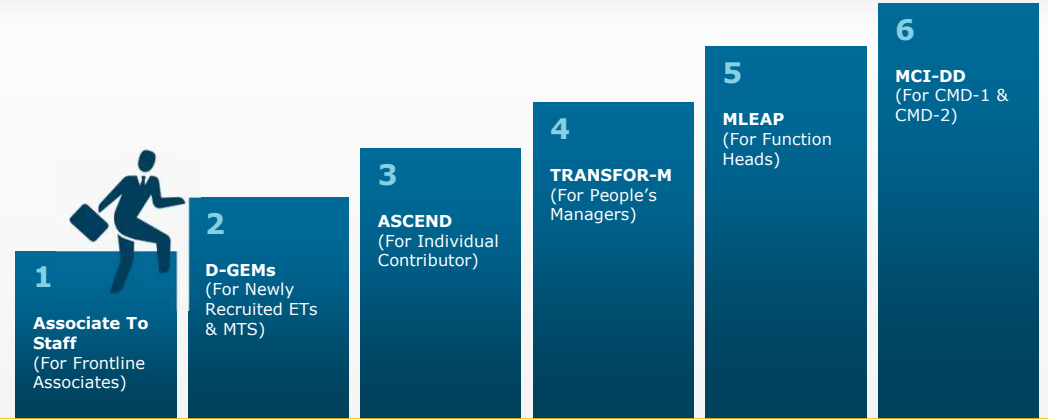 1
Associate To
Staff
(For Frontline
Associates)
2
D-GEMs
(For Newly
Recruited ETs
& MTS)
3
ASCEND
(For Individual
Contributor)
4
TRANSFOR-M
(For People’s
Managers)
5
MLEAP
(For Function
Heads)
6
MCI-DD
(For CMD-1 &
CMD-2)